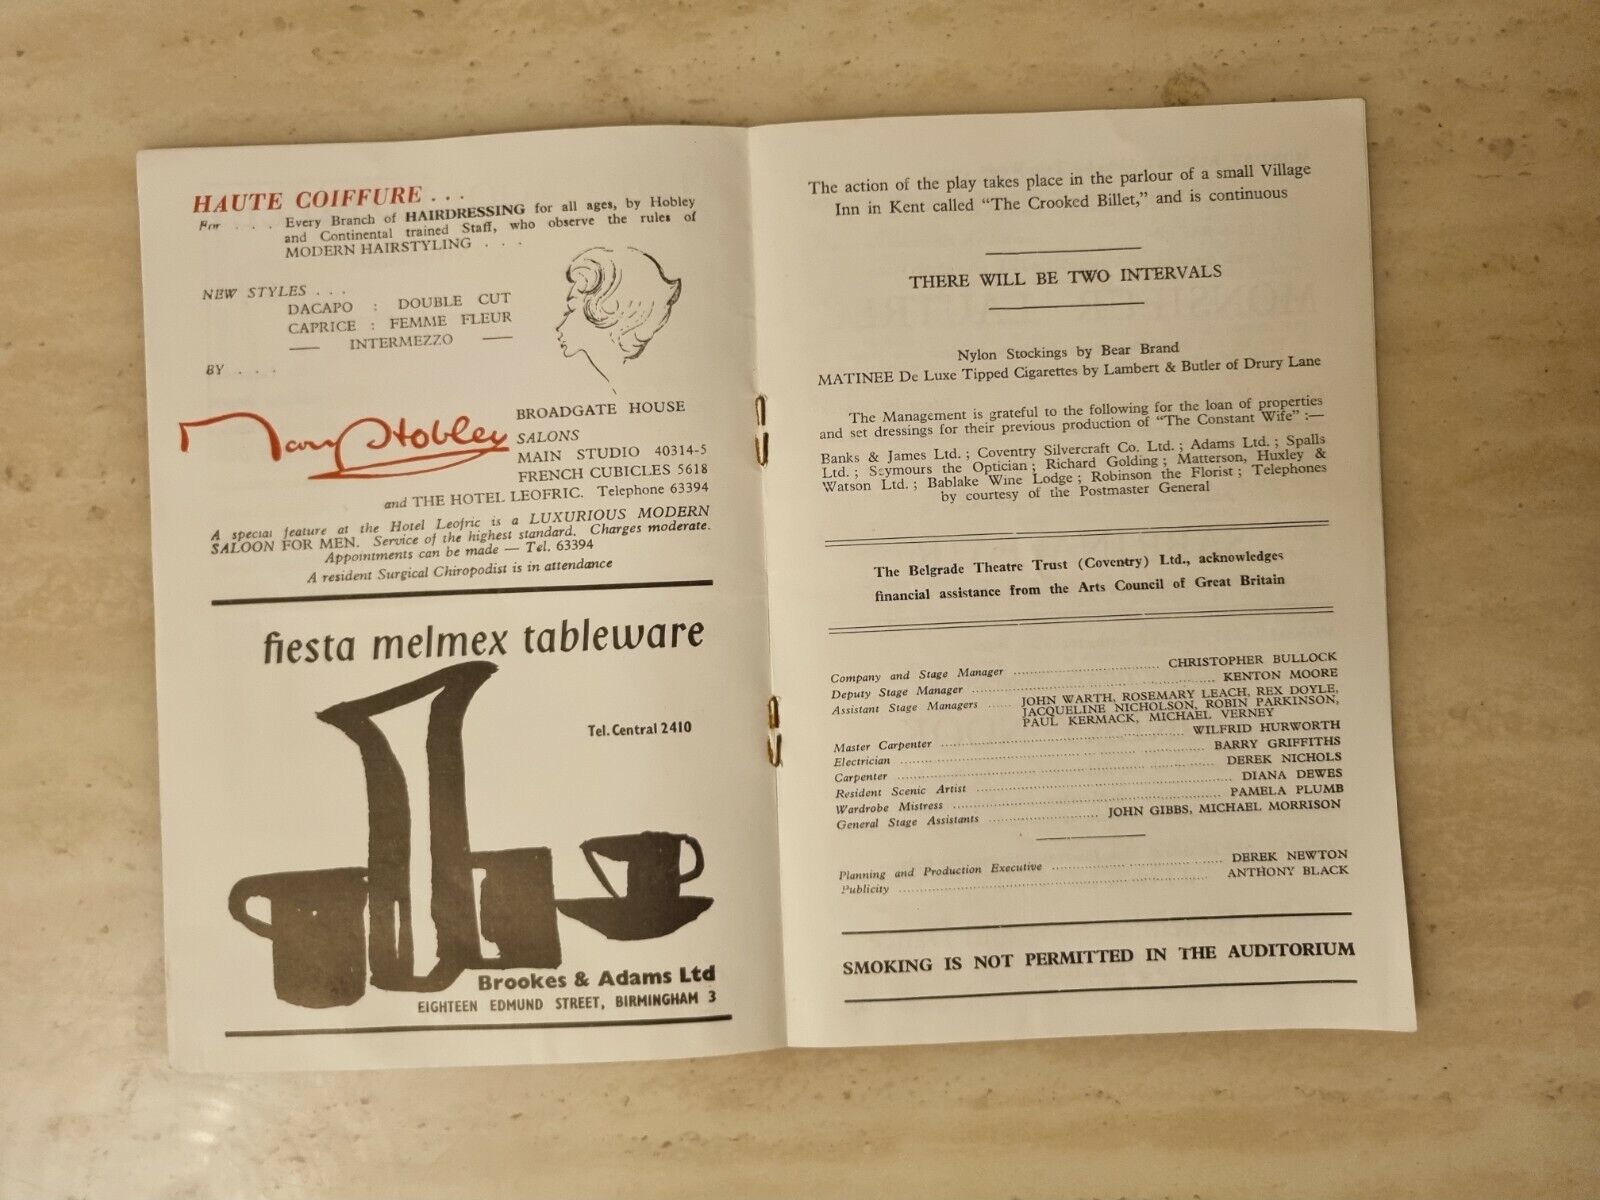 HAUTE COIFFURE . . .
For . . . Every Branch of HAIRDRESSING for all ages, by Hobley
and Continental trained Staff, who observe the rules of
MODERN HAIRSTYLING . . .
NEW STYLES . . .
DACAPO : DOUBLE CUT
CAPRICE : FEMME FLEUR
INTERMEZZO
BY . . .
Hobley
BROADGATE HOUSE
SALONS
MAIN STUDIO 40314-5
FRENCH CUBICLES 5618
and THE HOTEL LEOFRIC. Telephone 63394
A special feature at the Hotel Leofric is a LUXURIOUS MODERN
SALOON FOR MEN. Service of the highest standard. Charges moderate.
Appointments can be made — Tel. 63394
A resident Surgical Chiropodist is in attendance
fiesta melmex tableware
Tel. Central 2410
Brookes & Adams Ltd
EIGHTEEN EDMUND STREET, BIRMINGHAM 3
The action of the play takes place in the parlour of a small Village
Inn in Kent called "The Crooked Billet," and is continuous
THERE WILL BE TWO INTERVALS
Nylon Stockings by Bear Brand
MATINEE De Luxe Tipped Cigarettes by Lambert & Butler of Drury Lane
The Management is grateful to the following for the loan of properties
and set dressings for their previous production of "The Constant Wife" :—
Banks & James Ltd. ; Coventry Silvercraft Co. Ltd. ; Adams Ltd. ; Spalls
Ltd. ; Seymours the Optician ; Richard Golding ; Matterson, Huxley &
Watson Ltd. ; Bablake Wine Lodge ; Robinson the Florist ; Telephones
by courtesy of the Postmaster General
The Belgrade Theatre Trust (Coventry) Ltd., acknowledges
financial assistance from the Arts Council of Great Britain
Company and Stage Manager ........ CHRISTOPHER BULLOCK
Deputy Stage Manager ........ KENTON MOORE
Assistant Stage Managers ...... JOHN WARTH, ROSEMARY LEACH, REX DOYLE,
JACQUELINE NICHOLSON, ROBIN PARKINSON,
PAUL KERMACK, MICHAEL VERNEY
Master Carpenter ........ WILFRID HURWORTH
Electrician ........ BARRY GRIFFITHS
Carpenter ........ DEREK NICHOLS
Resident Scenic Artist ........ DIANA DEWES
Wardrobe Mistress ........ PAMELA PLUMB
General Stage Assistants ........ JOHN GIBBS, MICHAEL MORRISON
Planning and Production Executive ........ DEREK NEWTON
Publicity ........ ANTHONY BLACK
SMOKING IS NOT PERMITTED IN THE AUDITORIUM